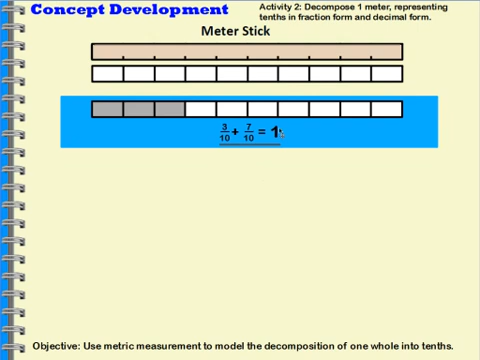 Concept Development
Activity 2: Decompose 1 meter, representing
tenths in fraction form and decimal form.
Meter Stick
3/10 + 7/10 = 1
Objective: Use metric measurement to model the decomposition of one whole into tenths.